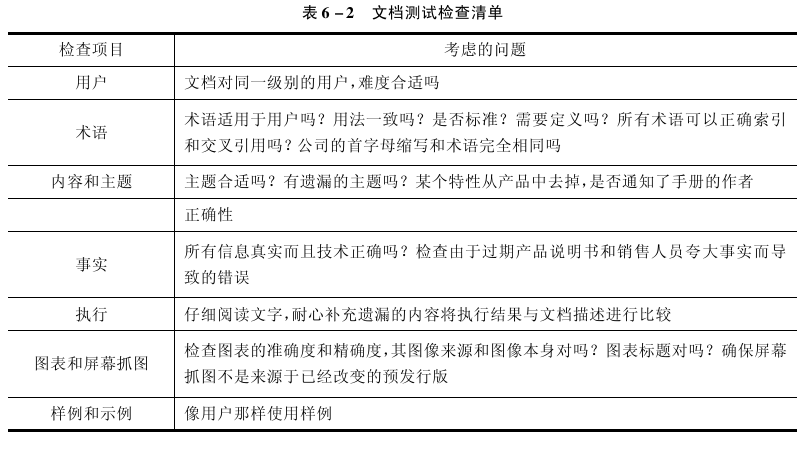 表 6－2 文档测试检查清单
检查项目 考虑的问题
用户 文档对同一级别的用户,难度合适吗
术语 术语适用于用户吗？用法一致吗？是否标准？需要定义吗？所有术语可以正确索引
和交叉引用吗？公司的首字母缩写和术语完全相同吗
内容和主题 主题合适吗？有遗漏的主题吗？某个特性从产品中去掉,是否通知了手册的作者
正确性
事实 所有信息真实而且技术正确吗？检查由于过期产品说明书和销售人员夸大事实而导
致的错误
执行 仔细阅读文字,耐心补充遗漏的内容将执行结果与文档描述进行比较
图表和屏幕抓图 检查图表的准确度和精确度,其图像来源和图像本身对吗？图表标题对吗？确保屏幕
抓图不是来源于已经改变的预发行版
样例和示例 像用户那样使用样例